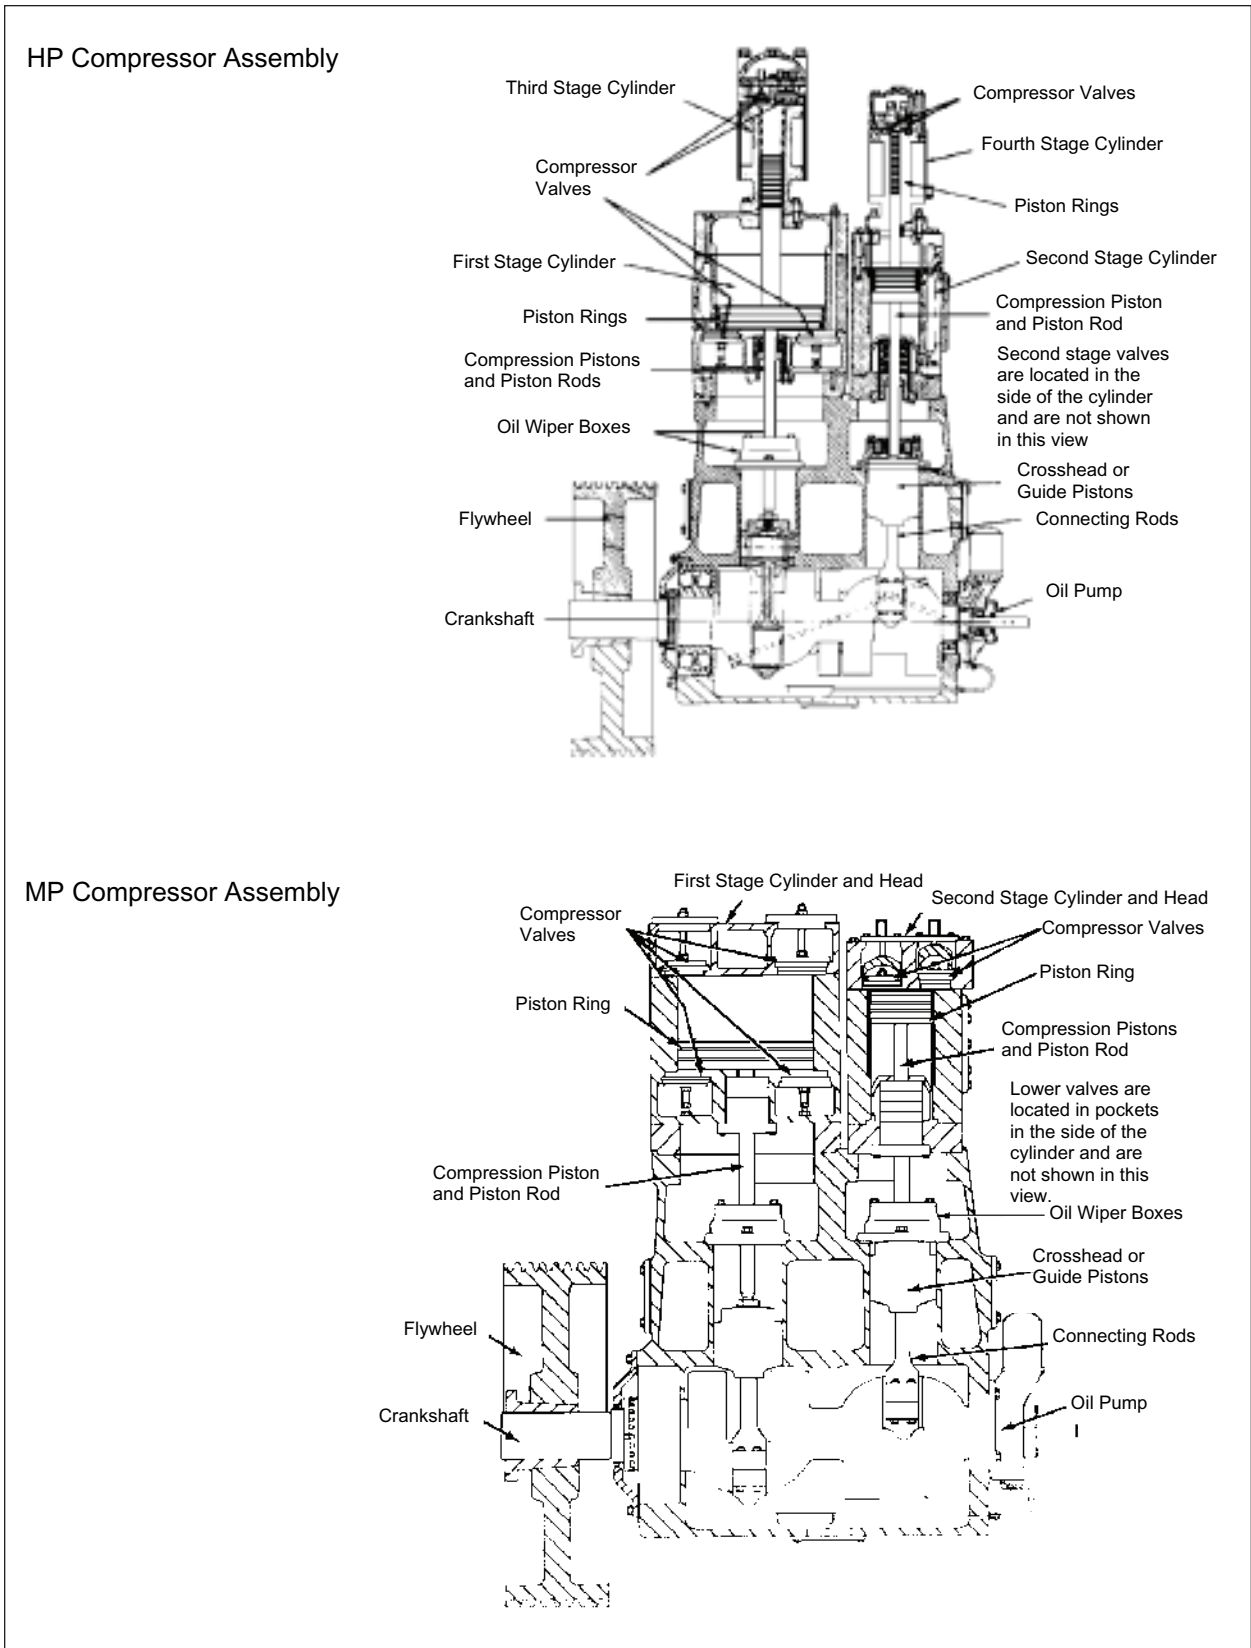 HP Compressor Assembly
Third Stage Cylinder
Compressor
Valves
First Stage Cylinder
Piston Rings
Compression Pistons
and Piston Rods
Oil Wiper Boxes
Flywheel
Crankshaft
Compressor Valves
Fourth Stage Cylinder
Piston Rings
Second Stage Cylinder
Compression Piston
and Piston Rod
Second stage valves
are located in the
side of the cylinder
and are not shown
in this view
Crosshead or
Guide Pistons
Connecting Rods
Oil Pump
MP Compressor Assembly
First Stage Cylinder and Head
Compressor
Valves
Piston Ring
Compression Piston
and Piston Rod
Flywheel
Crankshaft
Second Stage Cylinder and Head
Compressor Valves
Piston Ring
Compression Pistons
and Piston Rod
Lower valves are
located in pockets
in the side of the
cylinder and are
not shown in this
view.
Oil Wiper Boxes
Crosshead or
Guide Pistons
Connecting Rods
Oil Pump